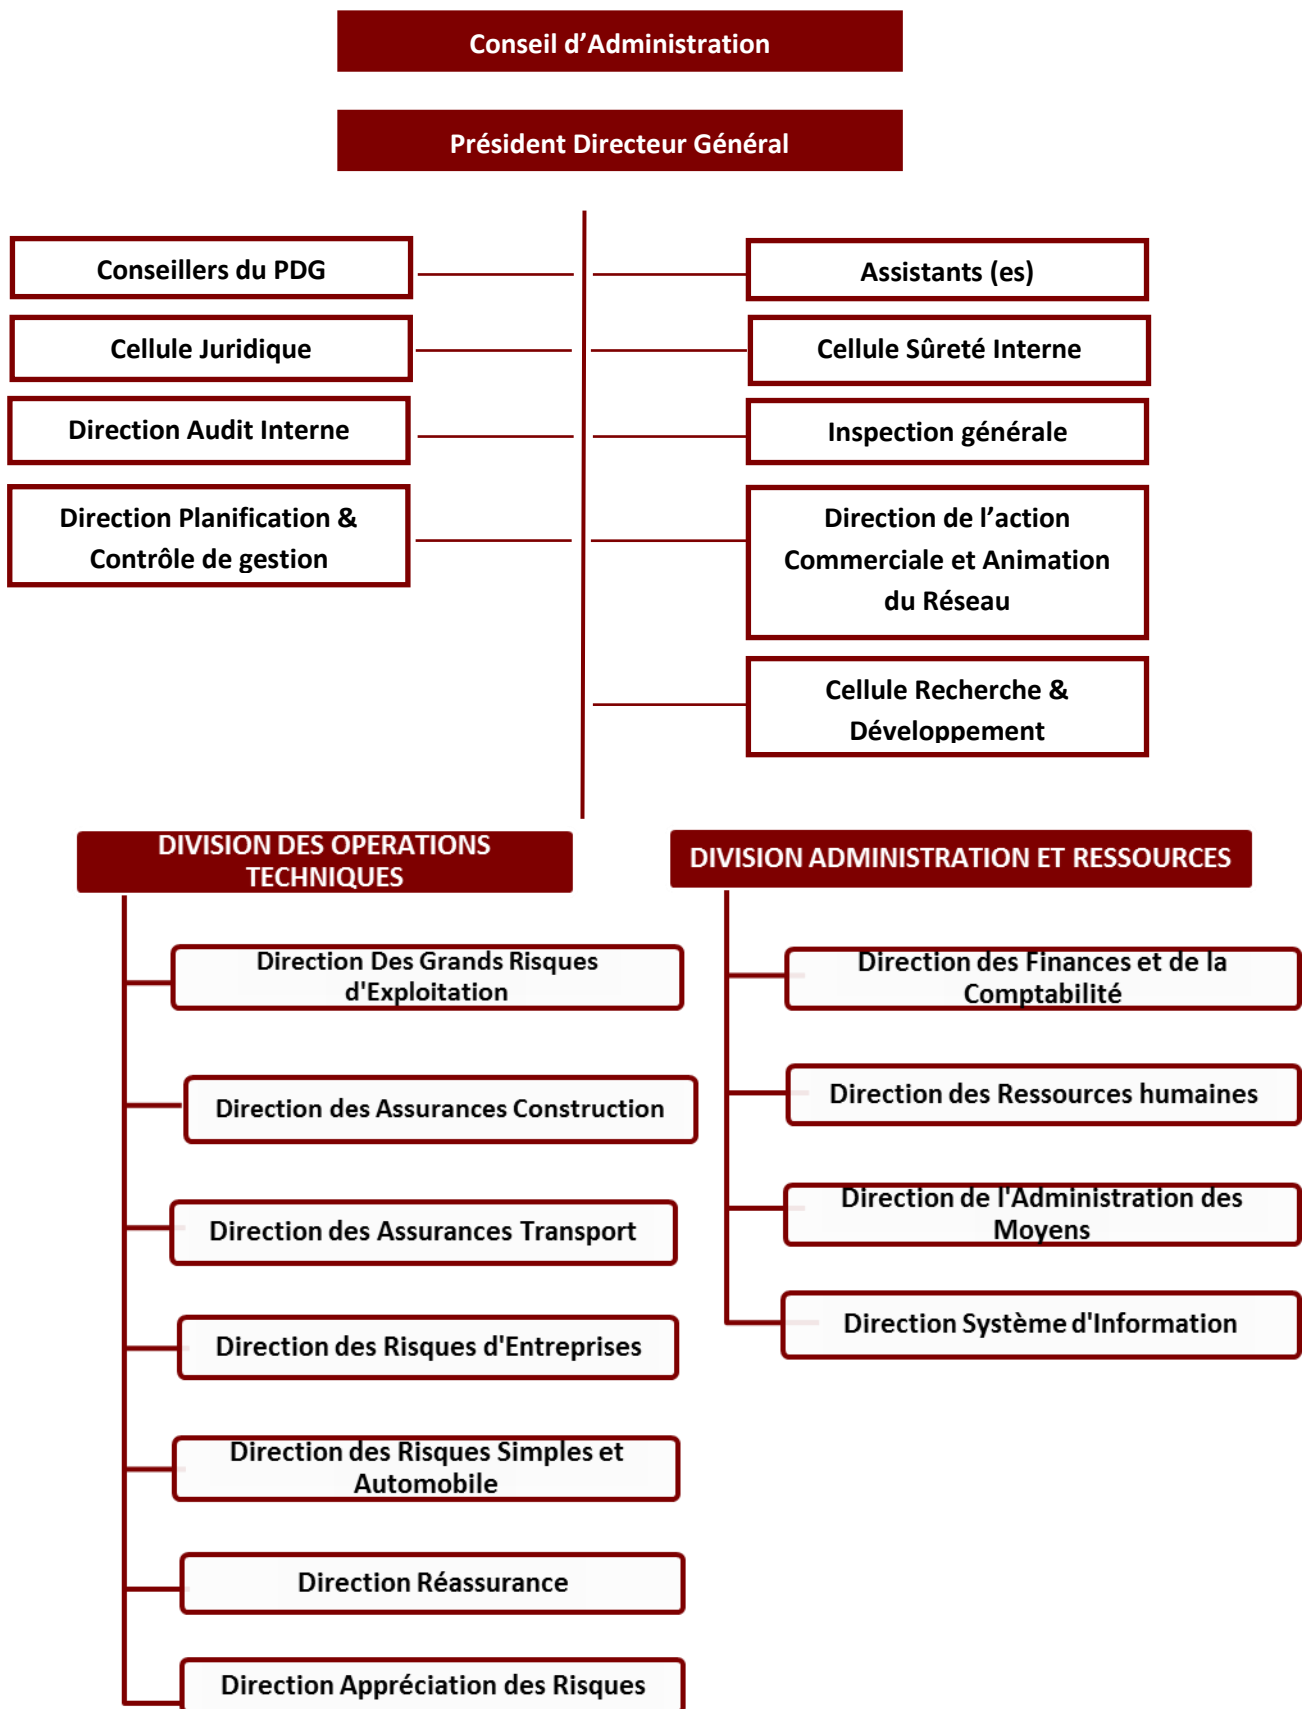 Conseil d’Administration
Président Directeur Général
Conseillers du PDG
Assistants (es)
Cellule Juridique
Cellule Sûreté Interne
Direction Audit Interne
Inspection générale
Direction Planification &
Contrôle de gestion
Direction de l’action
Commerciale et Animation
du Réseau
Cellule Recherche &
Développement
DIVISION DES OPERATIONS
TECHNIQUES
Direction Des Grands Risques
d'Exploitation
Direction des Assurances Construction
Direction des Assurances Transport
Direction des Risques d'Entreprises
Direction des Risques Simples et
Automobile
Direction Réassurance
Direction Appréciation des Risques
DIVISION ADMINISTRATION ET RESSOURCES
Direction des Finances et de la
Comptabilité
Direction des Ressources humaines
Direction de l'Administration des
Moyens
Direction Système d'Information